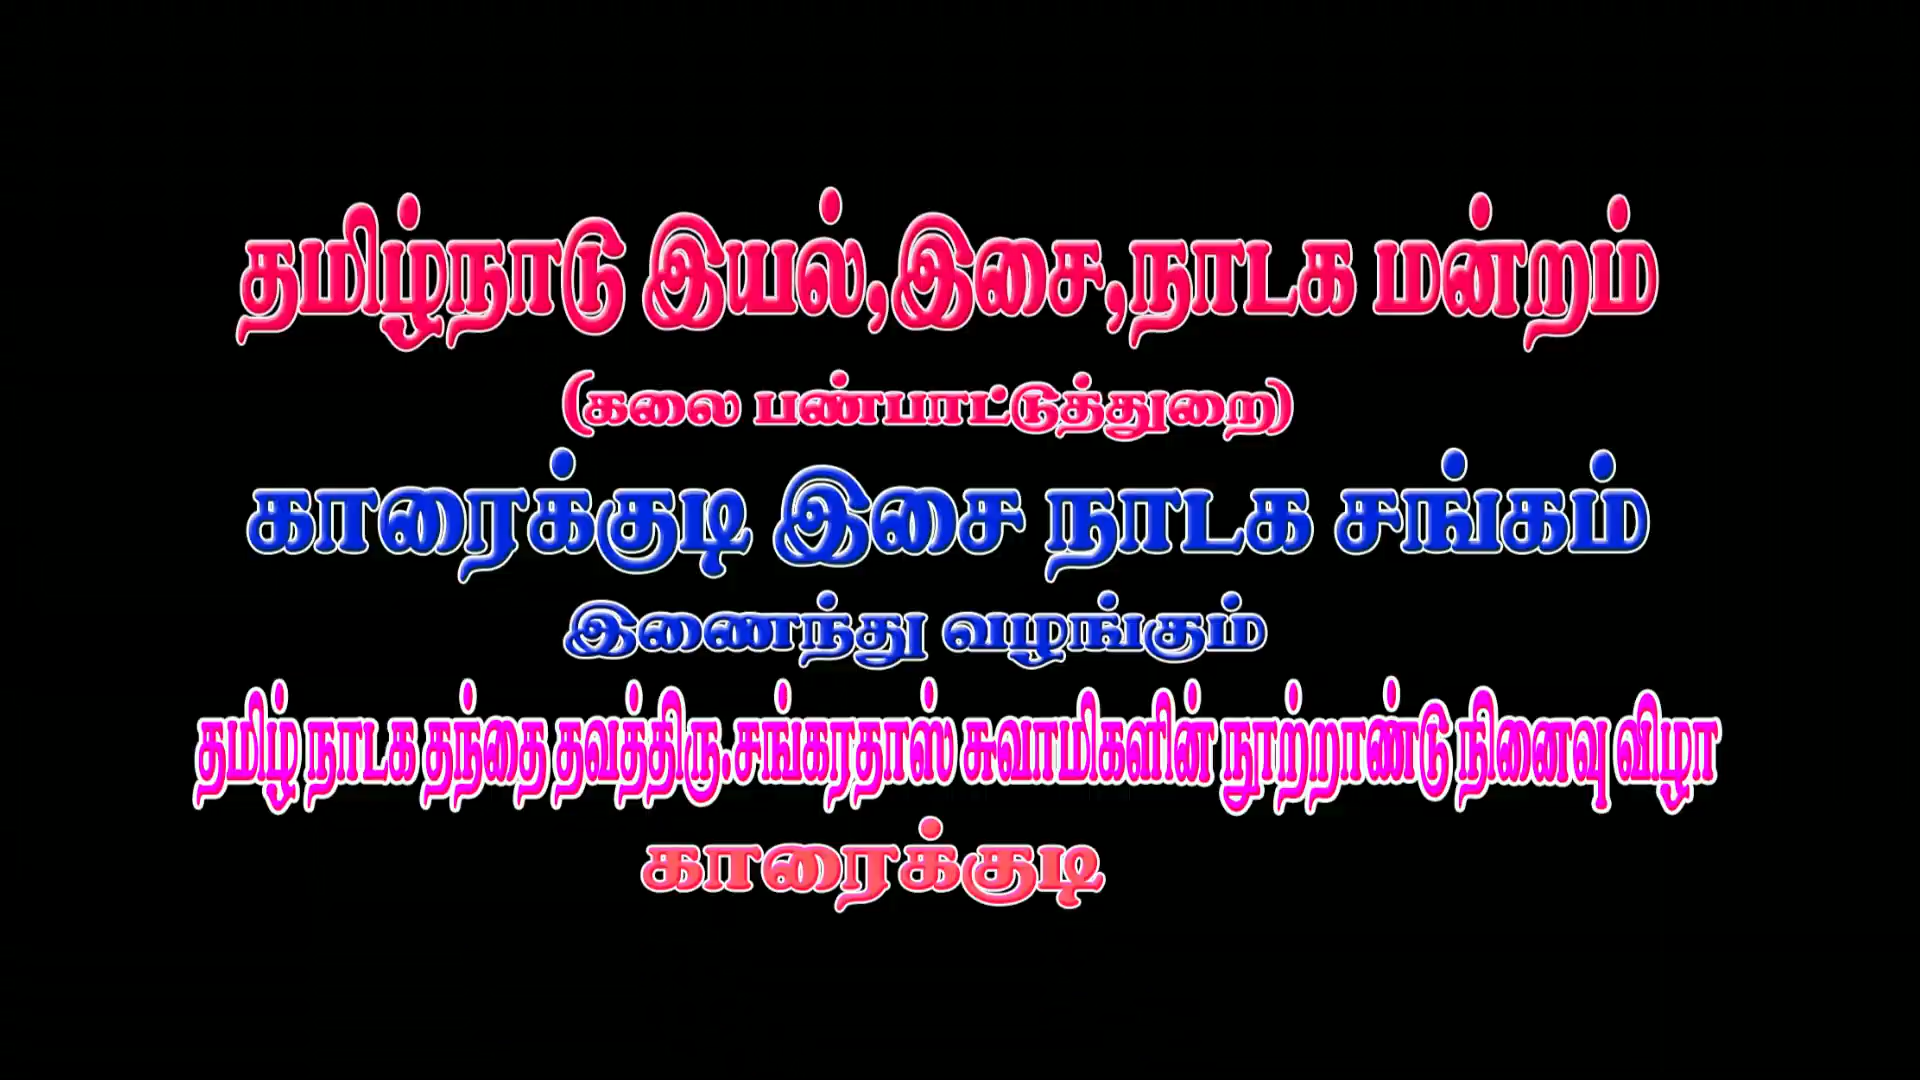 தமிழ்நாடு இயல்,இசை,நாடக மன்றம்
(கலை பண்பாட்டுத்துறை)
காரைக்குடி இசை நாடக சங்கம்
இணைந்து வழங்கும்
தமிழ் நாடக தந்தை தவத்திரு.சங்கரதாஸ் சுவாமிகளின் நூற்றாண்டு நினைவு விழா
காரைக்குடி